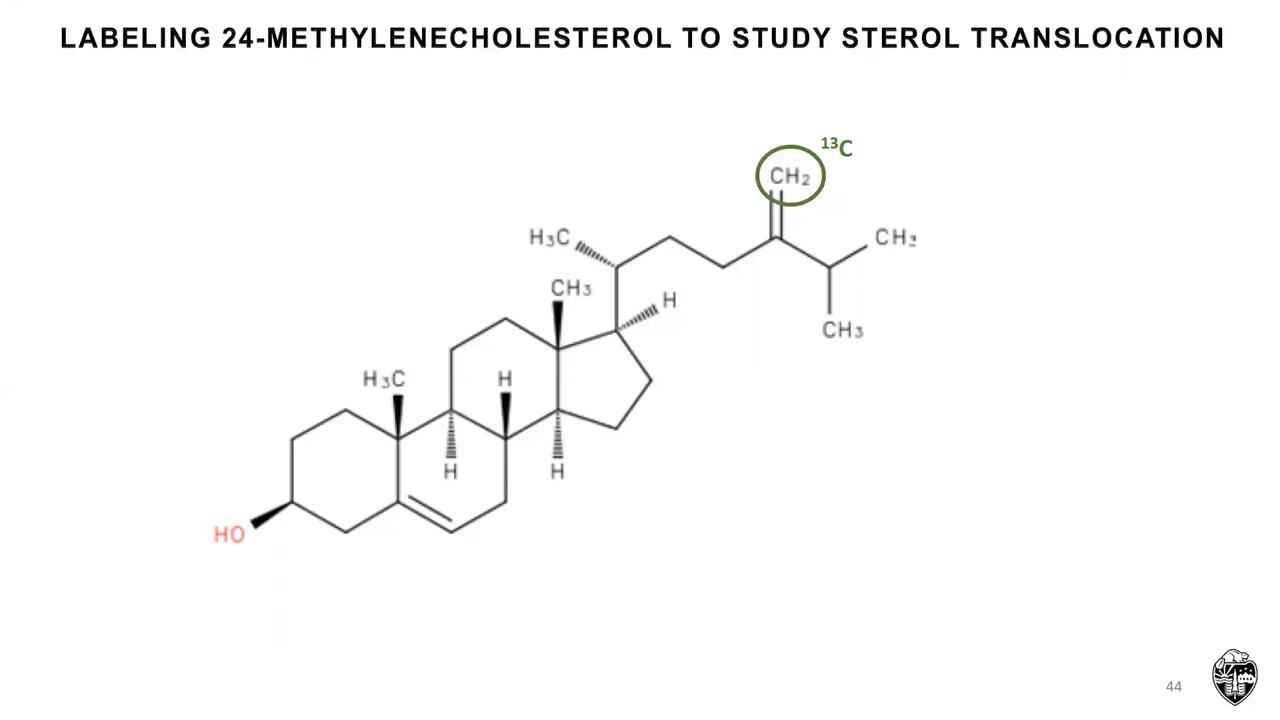 LABELING 24-METHYLENECHOLESTEROL TO STUDY STEROL TRANSLOCATION
¹³C
CH₂
H₃C
CH₃
CH₃
H
CH₃
H₃C
H
H
H
HO
44